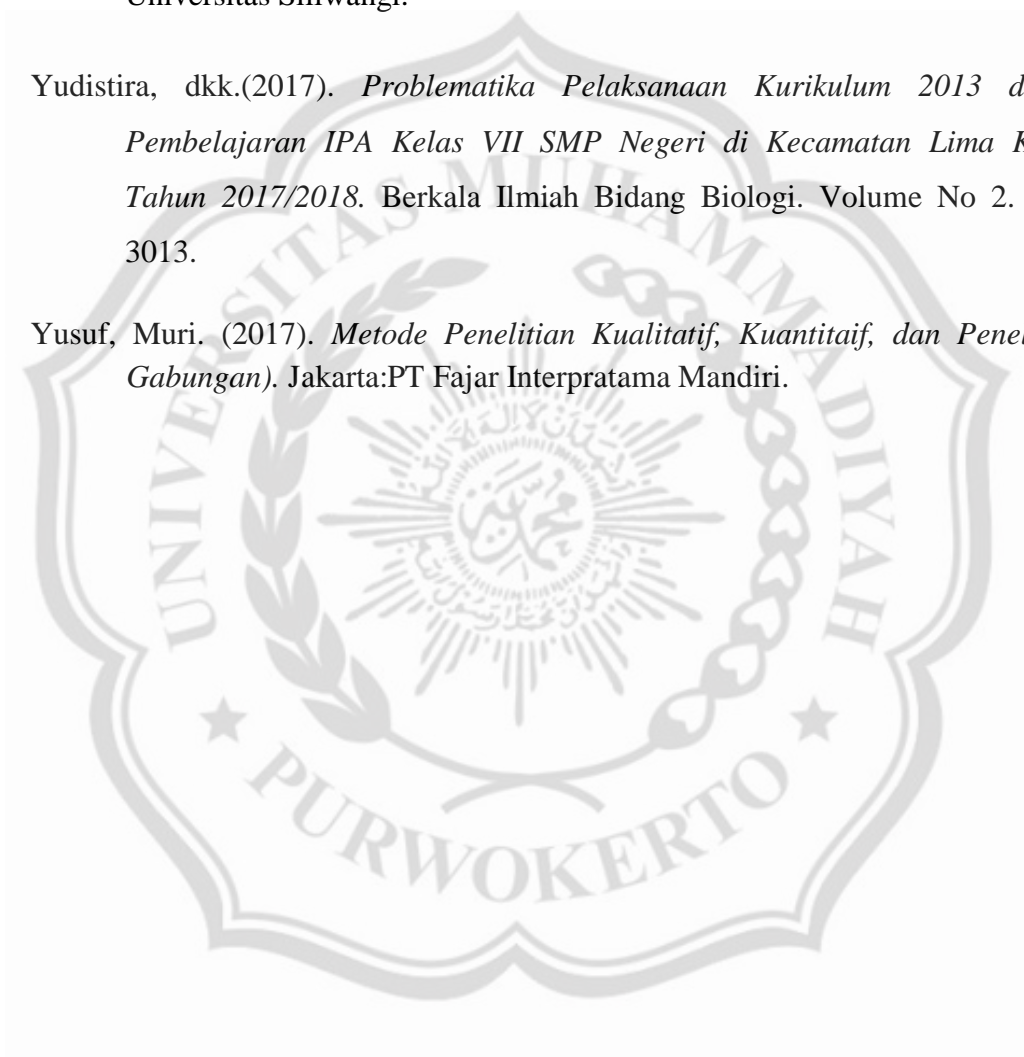 Universitas Siliwangi.
Yudistira, dkk.(2017). Problematika Pelaksanaan Kurikulum 2013
Pembelajaran IPA Kelas VII SMP Negeri di Kecamatan Lima
Tahun 2017/2018. Berkala Ilmiah Bidang Biologi. Volume No 2.
3013.
Yusuf, Muri. (2017). Metode Penelitian Kualitatif, Kuantitaif, dan
Gabungan). Jakarta:PT Fajar Interpratama Mandiri.
UNIVERSITAS MUHAMMADIYAH
PURWOKERTO